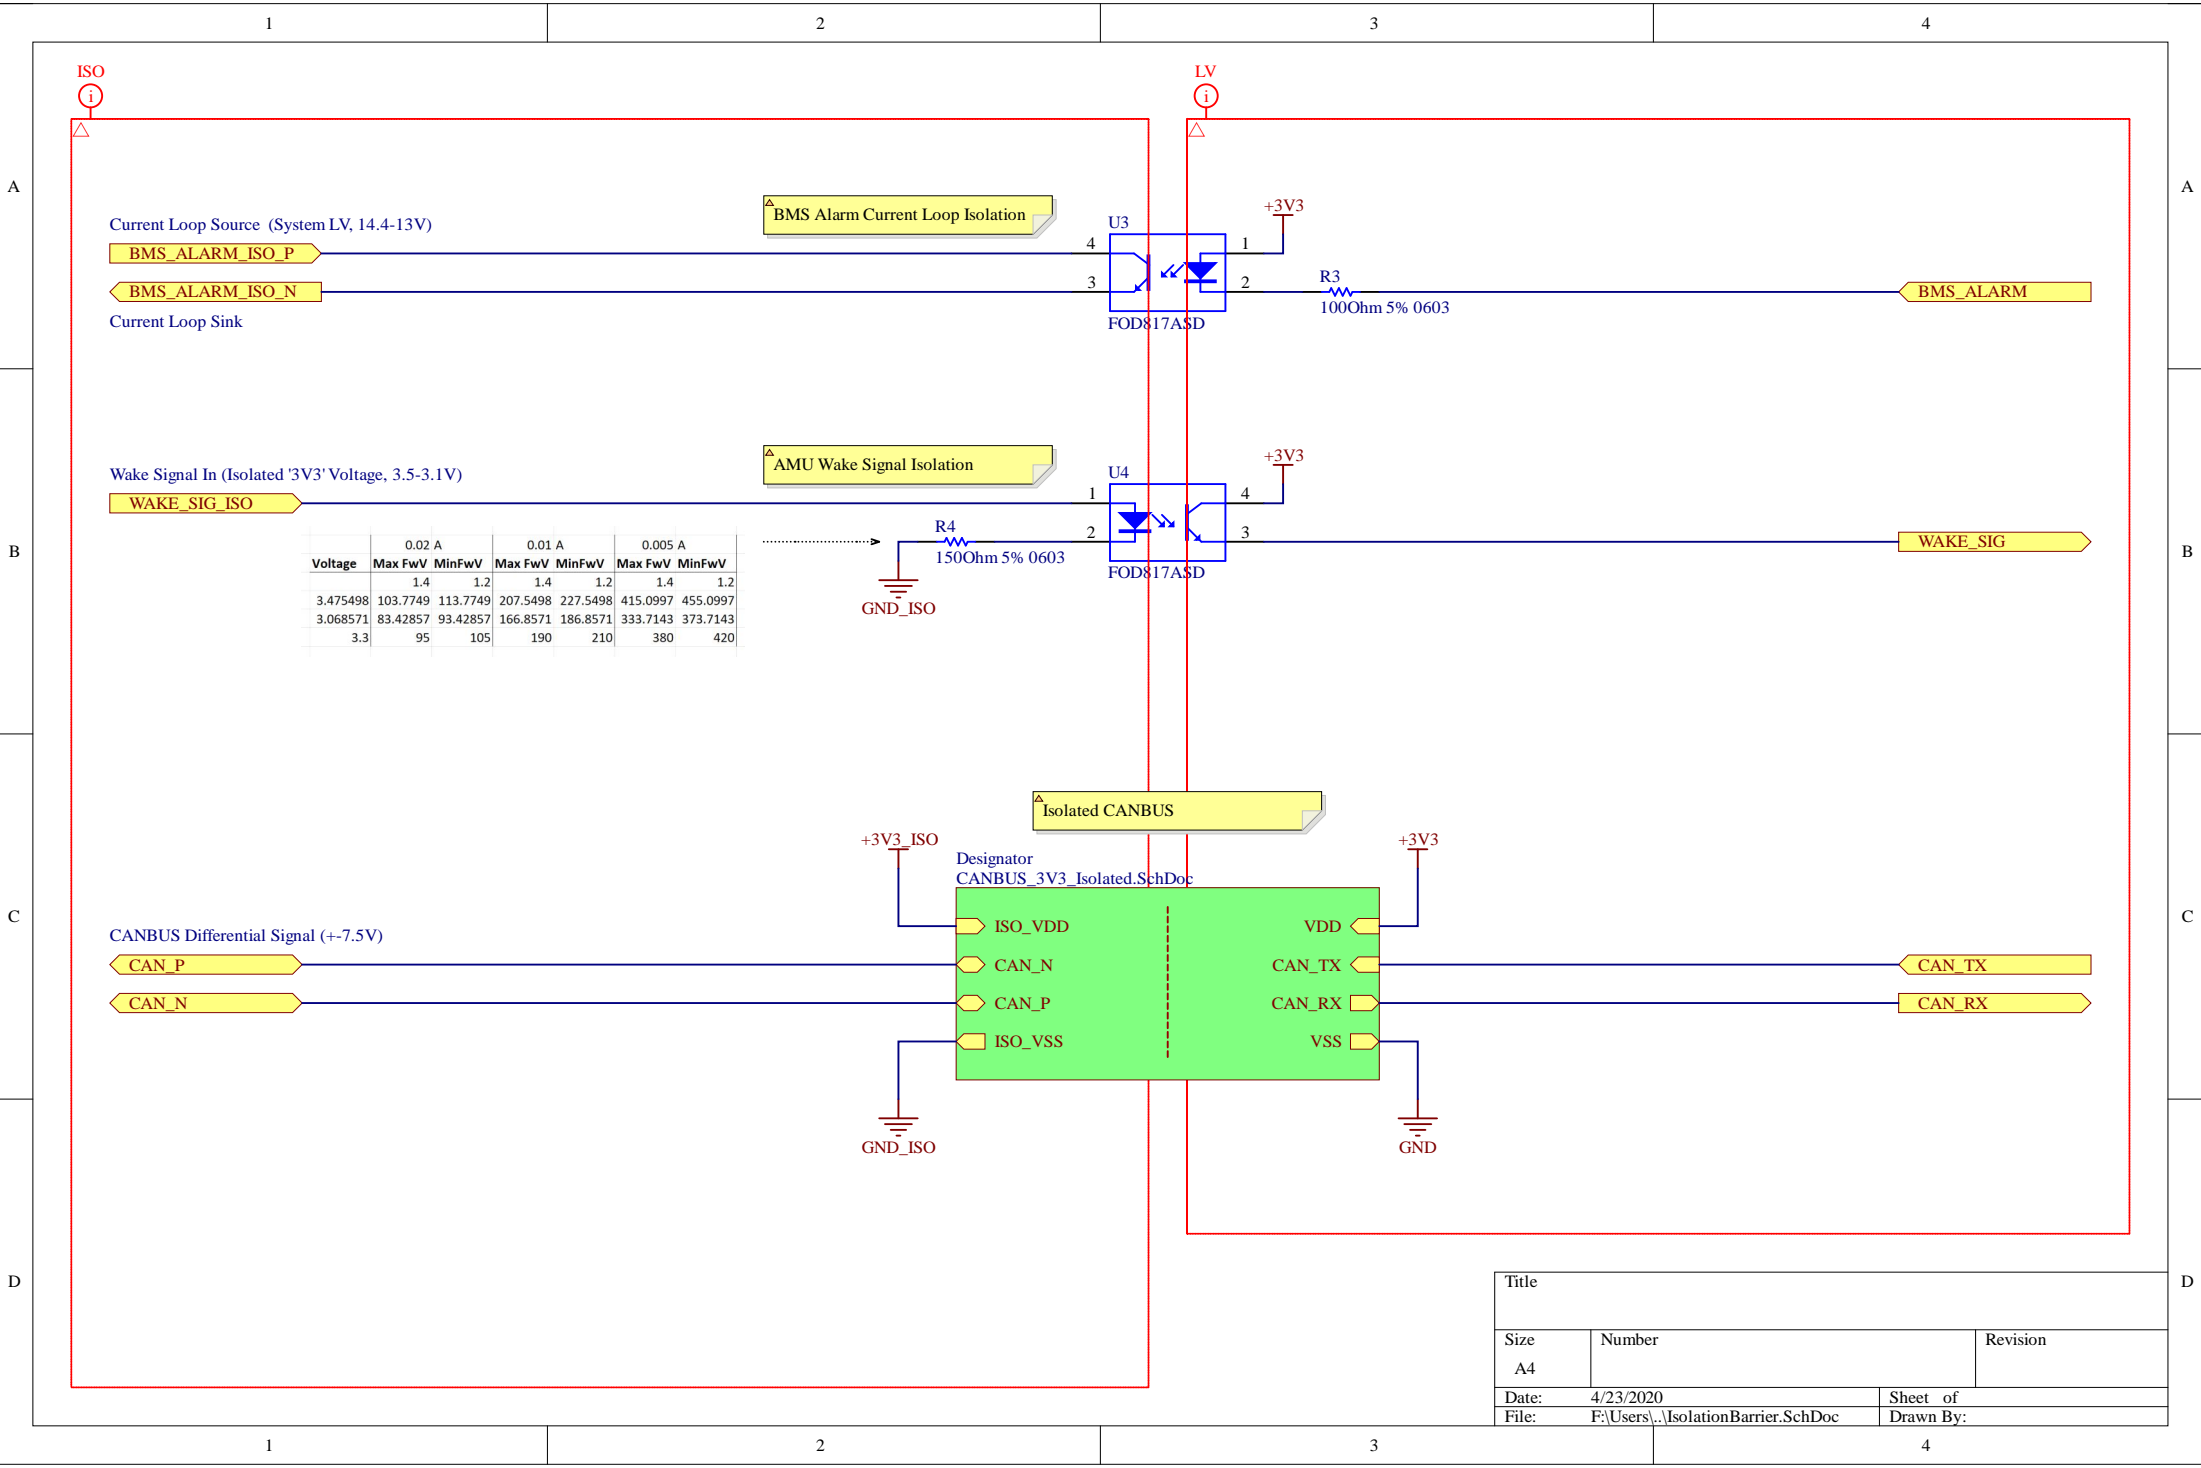 1 2 3 4
ISO
LV
A A
Current Loop Source (System LV, 14.4-13V)
BMS_ALARM_ISO_P
BMS_ALARM_ISO_N
Current Loop Sink
BMS Alarm Current Loop Isolation
U3
4
3
1
2
FOD817ASD
+3V3
R3
100Ohm 5% 0603
BMS_ALARM
B B
Wake Signal In (Isolated '3V3' Voltage, 3.5-3.1V)
WAKE_SIG_ISO
AMU Wake Signal Isolation
U4
1
2
4
3
FOD817ASD
+3V3
R4
150Ohm 5% 0603
GND_ISO
WAKE_SIG
0.02 A 0.01 A 0.005 A
Voltage Max FwV MinFwV Max FwV MinFwV Max FwV MinFwV
1.4 1.2 1.4 1.2 1.4 1.2
3.475498 103.7749 113.7749 207.5498 227.5498 415.0997 455.0997
3.068571 83.42857 93.42857 166.8571 186.8571 333.7143 373.7143
3.3 95 105 190 210 380 420
C C
Isolated CANBUS
+3V3_ISO
+3V3
Designator
CANBUS_3V3_Isolated.SchDoc
ISO_VDD VDD
CAN_N CAN_TX
CAN_P CAN_RX
ISO_VSS VSS
CANBUS Differential Signal (+-7.5V)
CAN_P
CAN_N
CAN_TX
CAN_RX
GND_ISO
GND
D D
Title
Size Number Revision
A4
Date: 4/23/2020 Sheet of
File: F:\Users\..\IsolationBarrier.SchDoc Drawn By:
1 2 3 4